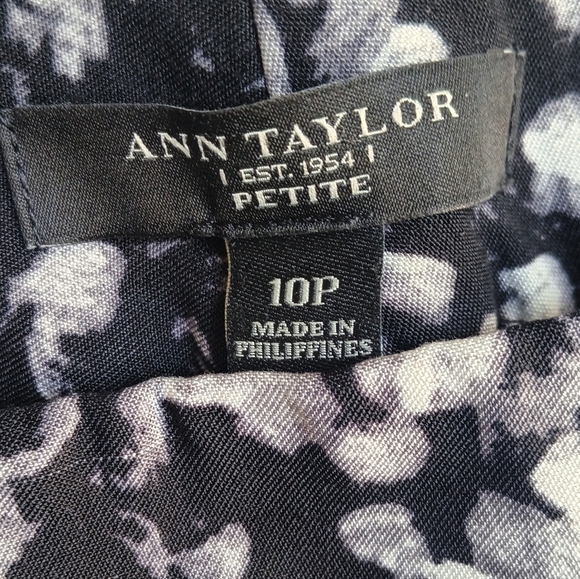 ANN TAYLOR
EST. 1954
PETITE
10P
MADE IN
PHILIPPINES